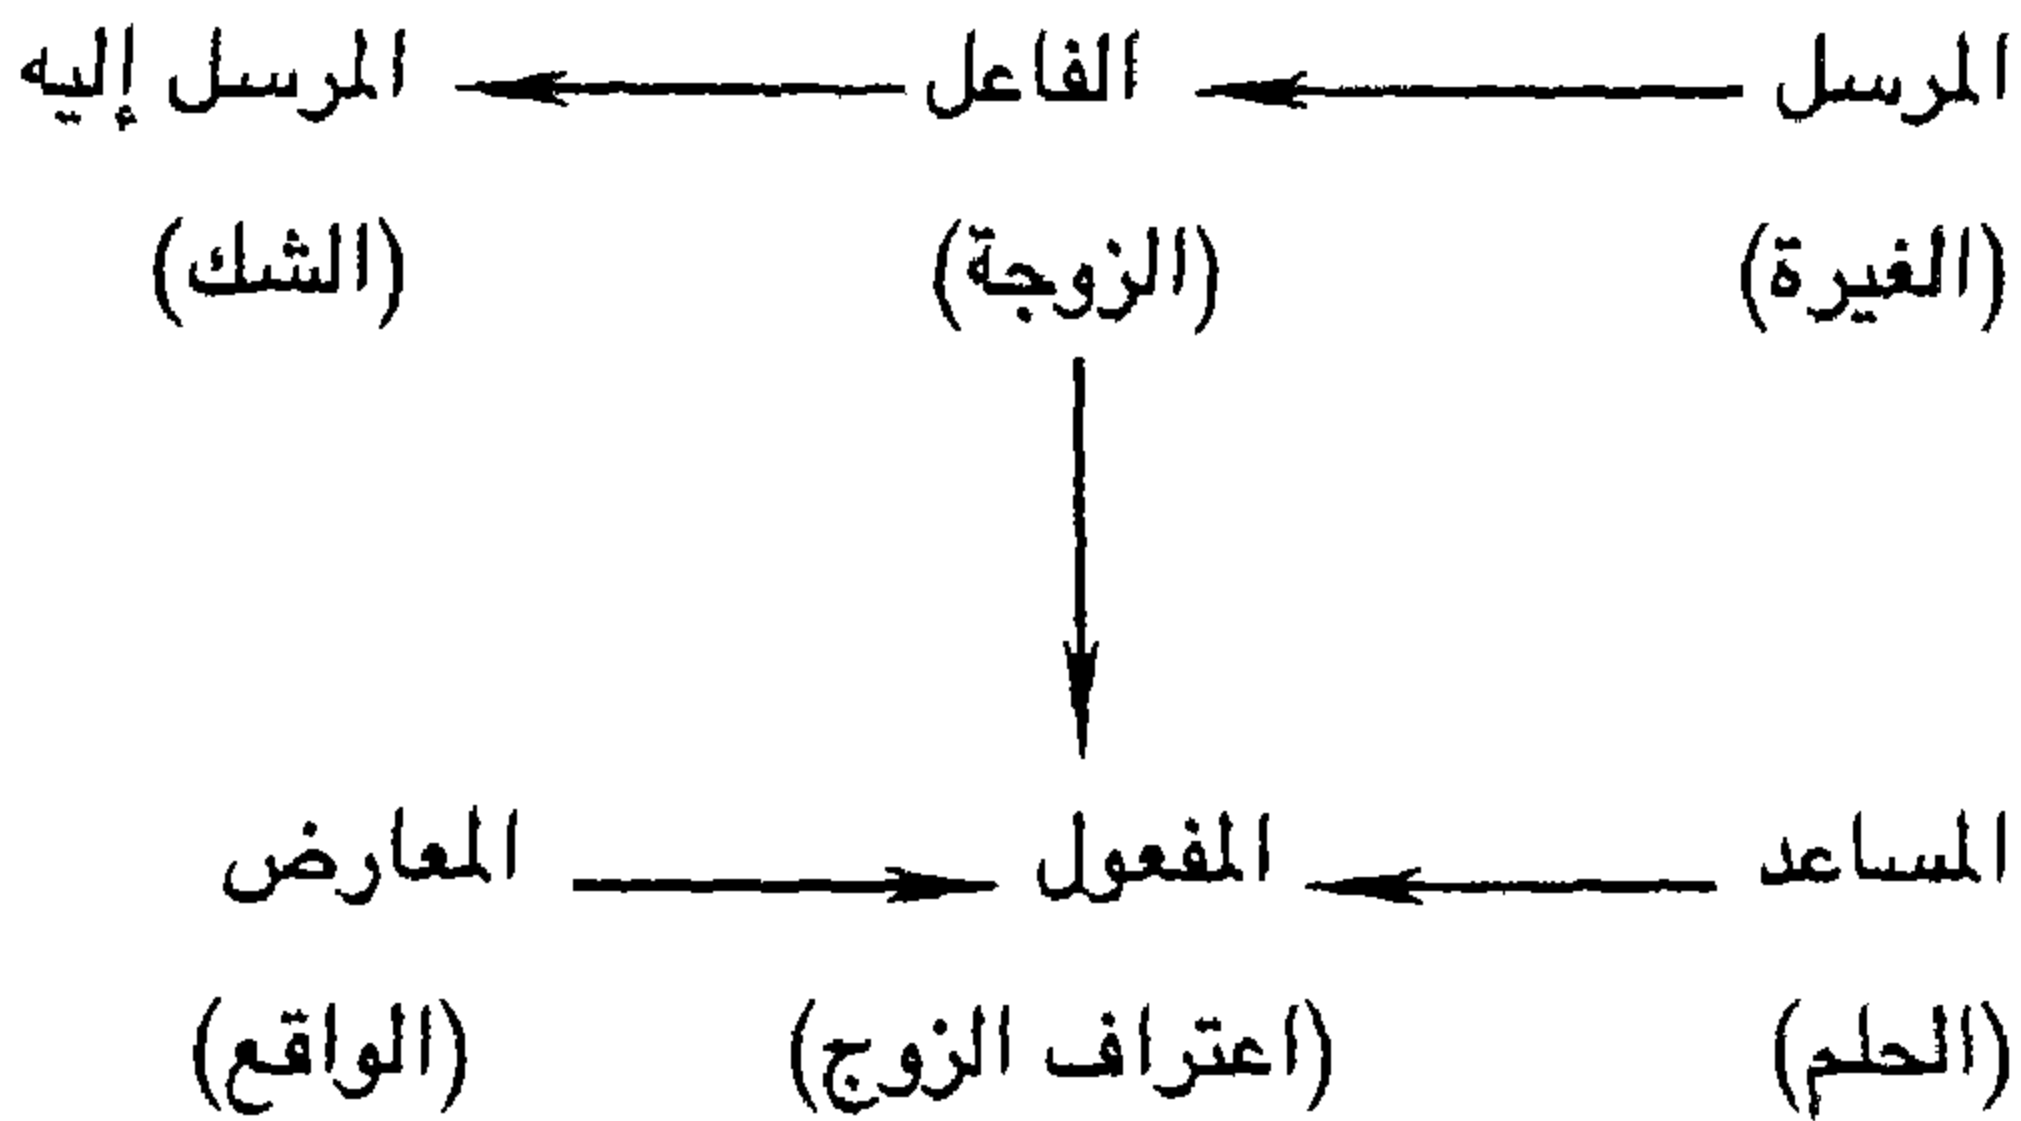 المرسل الفاعل المرسل إليه
(الغيرة) (الزوجة) (الشك)
المساعد المفعول المعارض
(الحلم) (اعتراف الزوج) (الواقع)